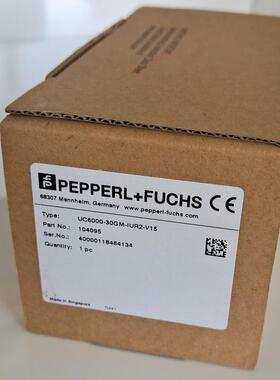 PEPPERL+FUCHS CE
68307 Mannheim, Germany www.pepperl-fuchs.com
Type: UC6000-30GM-IUR2-V15
Part No.: 104095
Ser.No.: 40000118464134
Quantity: 1 pc
Made in Singapore